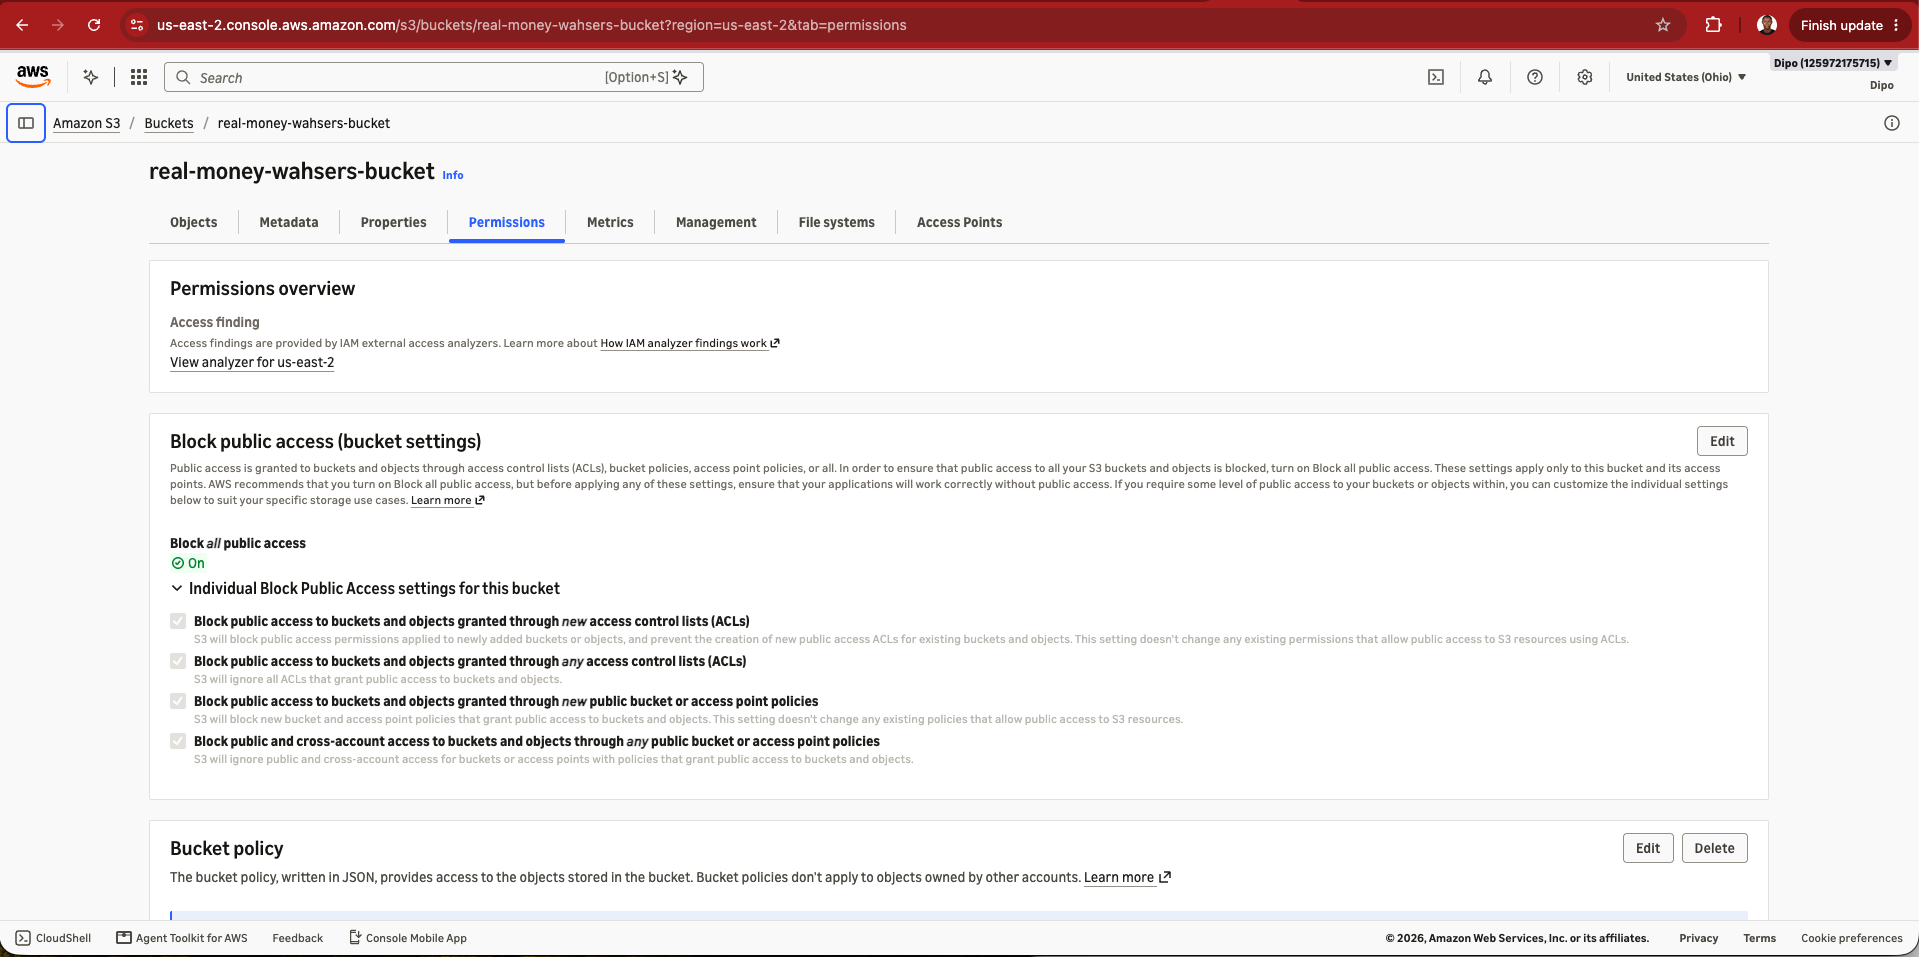 us-east-2.console.aws.amazon.com/s3/buckets/real-money-wahsers-bucket?region=us-east-2&tab=permissions
Finish update
aws
Search
[Option+S]
United States (Ohio)
Dipo (125972175715)
Dipo
Amazon S3 / Buckets / real-money-wahsers-bucket
real-money-wahsers-bucket Info
Objects
Metadata
Properties
Permissions
Metrics
Management
File systems
Access Points
Permissions overview
Access finding
Access findings are provided by IAM external access analyzers. Learn more about How IAM analyzer findings work
View analyzer for us-east-2
Block public access (bucket settings)
Edit
Public access is granted to buckets and objects through access control lists (ACLs), bucket policies, access point policies, or all. In order to ensure that public access to all your S3 buckets and objects is blocked, turn on Block all public access. These settings apply only to this bucket and its access
points. AWS recommends that you turn on Block all public access, but before applying any of these settings, ensure that your applications will work correctly without public access. If you require some level of public access to your buckets or objects within, you can customize the individual settings
below to suit your specific storage use cases. Learn more
Block all public access
On
Individual Block Public Access settings for this bucket
Block public access to buckets and objects granted through new access control lists (ACLs)
S3 will block public access permissions applied to newly added buckets or objects, and prevent the creation of new public access ACLs for existing buckets and objects. This setting doesn't change any existing permissions that allow public access to S3 resources using ACLs.
Block public access to buckets and objects granted through any access control lists (ACLs)
S3 will ignore all ACLs that grant public access to buckets and objects.
Block public access to buckets and objects granted through new public bucket or access point policies
S3 will block new bucket and access point policies that grant public access to buckets and objects. This setting doesn't change any existing policies that allow public access to S3 resources.
Block public and cross-account access to buckets and objects through any public bucket or access point policies
S3 will ignore public and cross-account access for buckets or access points with policies that grant public access to buckets and objects.
Bucket policy
Edit
Delete
The bucket policy, written in JSON, provides access to the objects stored in the bucket. Bucket policies don't apply to objects owned by other accounts. Learn more
CloudShell
Agent Toolkit for AWS
Feedback
Console Mobile App
© 2026, Amazon Web Services, Inc. or its affiliates.
Privacy
Terms
Cookie preferences